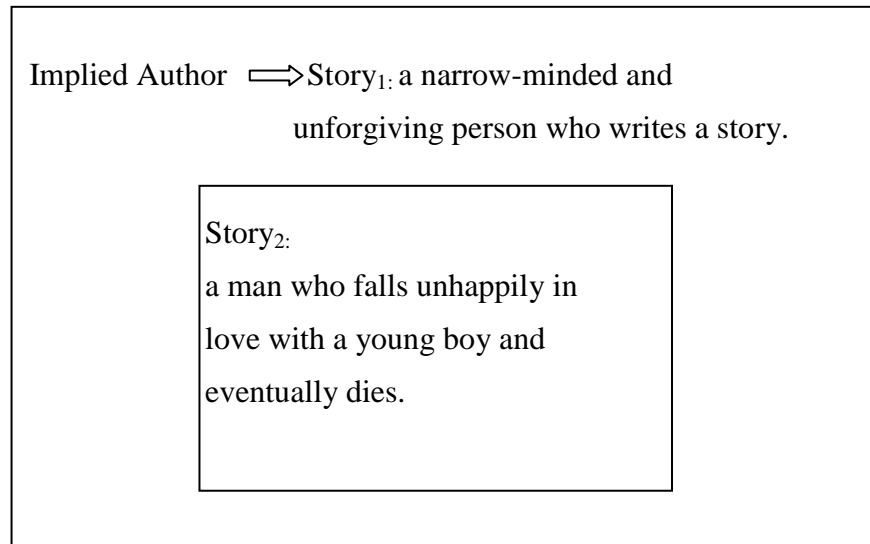 Implied Author ⟹ Story₁: a narrow-minded and
unforgiving person who writes a story.
Story₂:
a man who falls unhappily in
love with a young boy and
eventually dies.